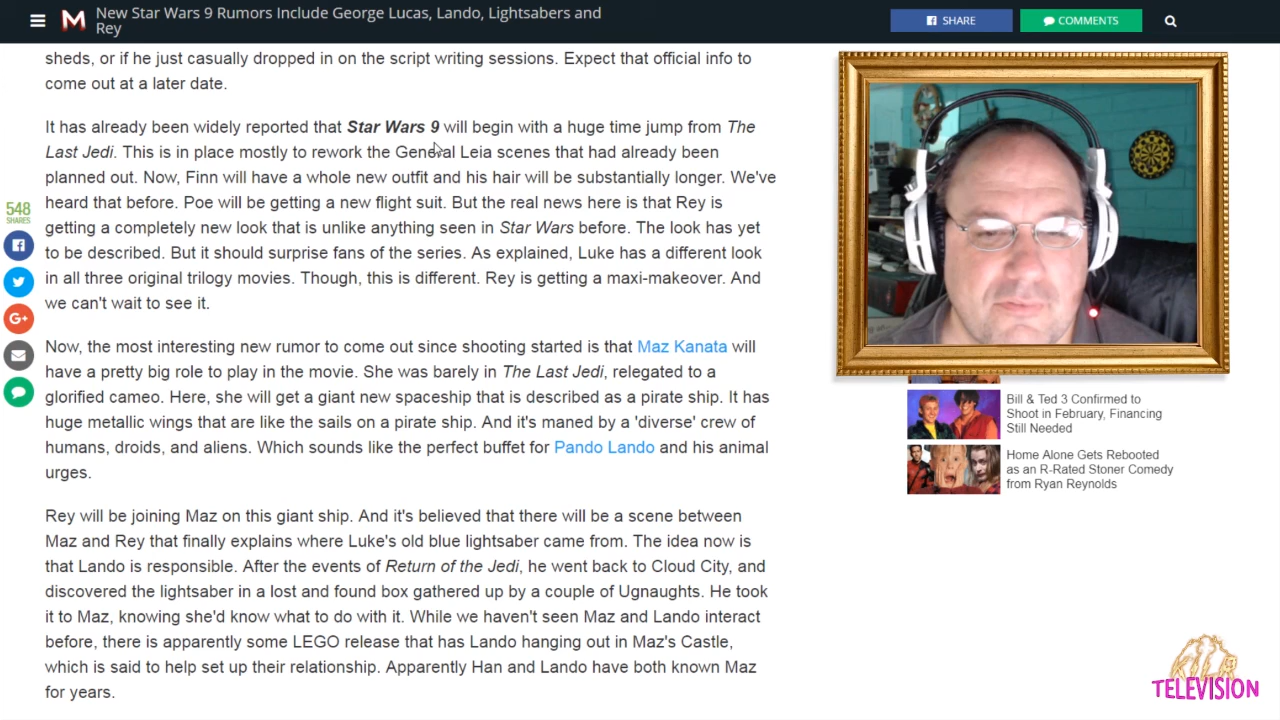 New Star Wars 9 Rumors Include George Lucas, Lando, Lightsabers and
Rey
SHARE
COMMENTS
sheds, or if he just casually dropped in on the script writing sessions. Expect that official info to
come out at a later date.
It has already been widely reported that Star Wars 9 will begin with a huge time jump from The
Last Jedi. This is in place mostly to rework the General Leia scenes that had already been
planned out. Now, Finn will have a whole new outfit and his hair will be substantially longer. We've
heard that before. Poe will be getting a new flight suit. But the real news here is that Rey is
getting a completely new look that is unlike anything seen in Star Wars before. The look has yet
to be described. But it should surprise fans of the series. As explained, Luke has a different look
in all three original trilogy movies. Though, this is different. Rey is getting a maxi-makeover. And
we can't wait to see it.
548
SHARES
G+
Now, the most interesting new rumor to come out since shooting started is that Maz Kanata will
have a pretty big role to play in the movie. She was barely in The Last Jedi, relegated to a
glorified cameo. Here, she will get a giant new spaceship that is described as a pirate ship. It has
huge metallic wings that are like the sails on a pirate ship. And it's maned by a 'diverse' crew of
humans, droids, and aliens. Which sounds like the perfect buffet for Pando Lando and his animal
urges.
Rey will be joining Maz on this giant ship. And it's believed that there will be a scene between
Maz and Rey that finally explains where Luke's old blue lightsaber came from. The idea now is
that Lando is responsible. After the events of Return of the Jedi, he went back to Cloud City, and
discovered the lightsaber in a lost and found box gathered up by a couple of Ugnaughts. He took
it to Maz, knowing she'd know what to do with it. While we haven't seen Maz and Lando interact
before, there is apparently some LEGO release that has Lando hanging out in Maz's Castle,
which is said to help set up their relationship. Apparently Han and Lando have both known Maz
for years.
Bill & Ted 3 Confirmed to
Shoot in February, Financing
Still Needed
Home Alone Gets Rebooted
as an R-Rated Stoner Comedy
from Ryan Reynolds
KILR
TELEVISION